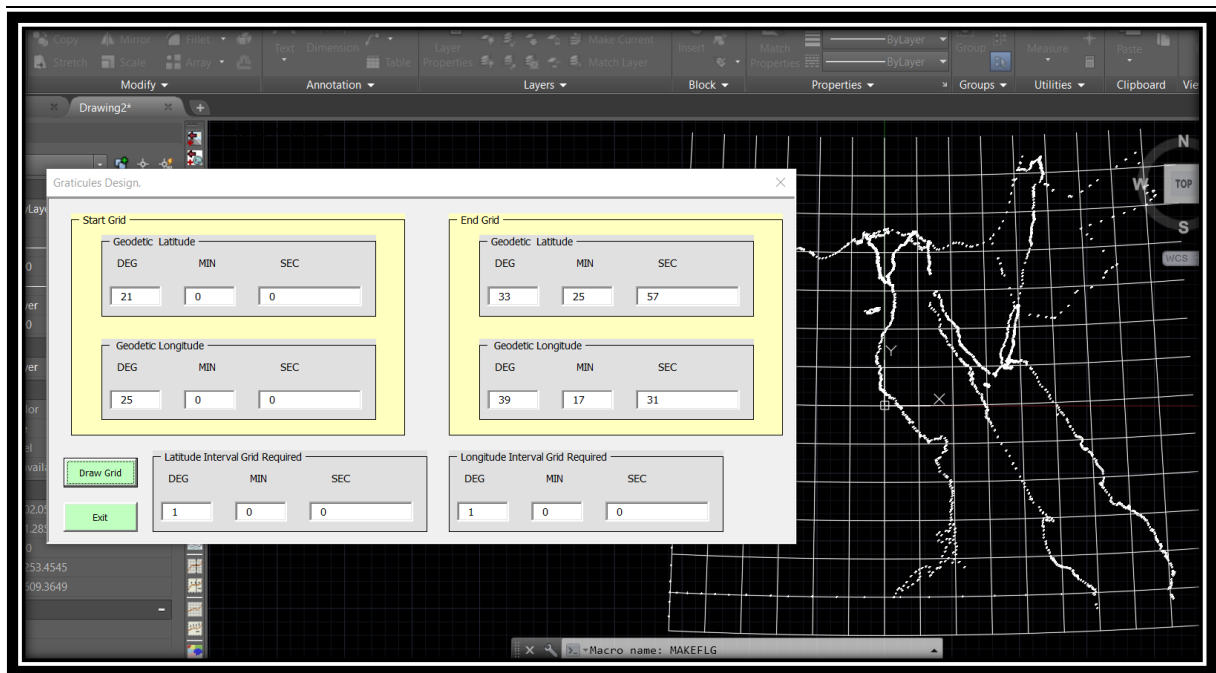 Copy Mirror Fillet
Text Dimension Layer Make Current Insert Match ByLayer Group Measure Paste
Stretch Scale Array Table Properties Match Layer Properties ByLayer
Modify Annotation Layers Block Properties Groups Utilities Clipboard Vie
Drawing2*
Graticules Design.
Start Grid
Geodetic Latitude
DEG MIN SEC
21 0 0
Geodetic Longitude
DEG MIN SEC
25 0 0
End Grid
Geodetic Latitude
DEG MIN SEC
33 25 57
Geodetic Longitude
DEG MIN SEC
39 17 31
Draw Grid
Exit
Latitude Interval Grid Required
DEG MIN SEC
1 0 0
Longitude Interval Grid Required
DEG MIN SEC
1 0 0
253.4545
509.3649
N
W TOP
S
WCS
Y
X
Macro name: MAKEFLG